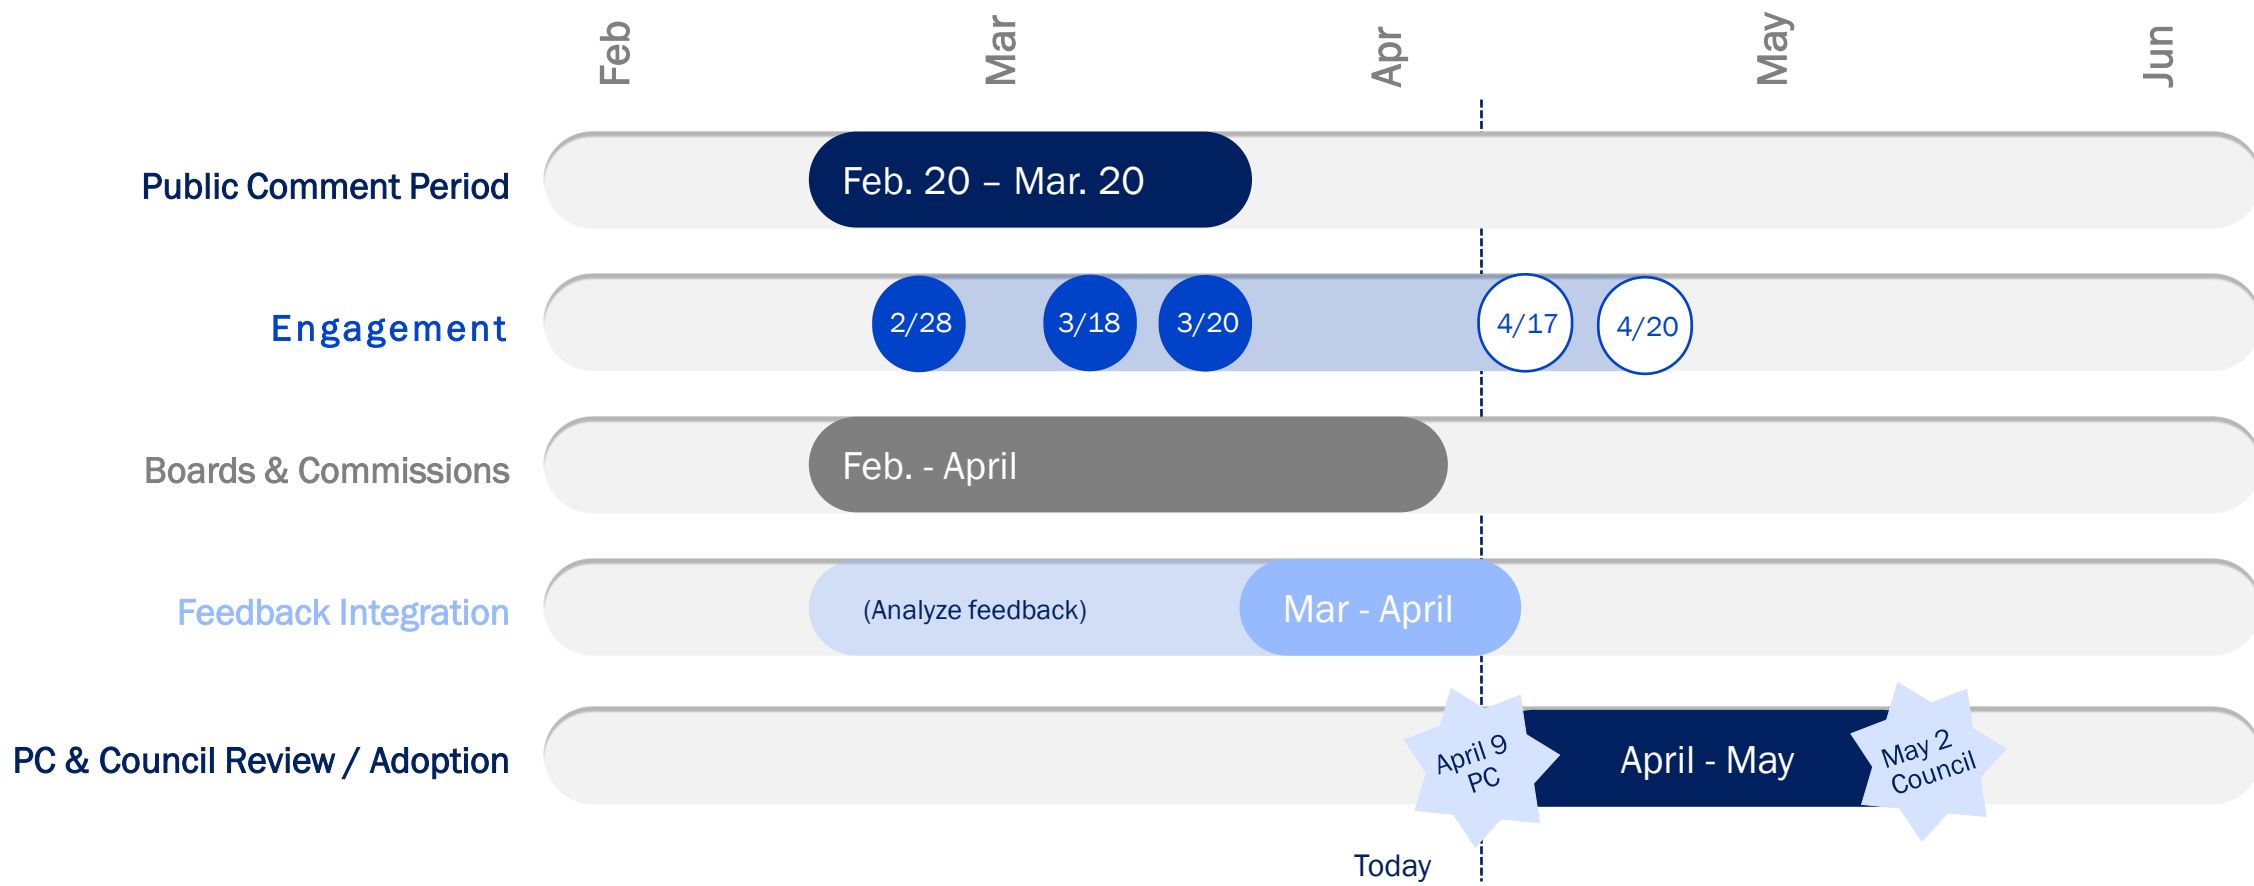 Feb
Mar
Apr
May
Jun
Public Comment Period
Feb. 20 – Mar. 20
Engagement
2/28
3/18
3/20
4/17
4/20
Boards & Commissions
Feb. - April
Feedback Integration
(Analyze feedback)
Mar - April
PC & Council Review / Adoption
April 9
PC
April - May
May 2
Council
Today